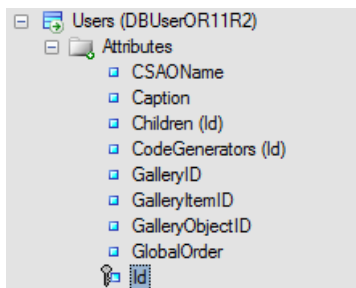 Users (DBUserOR11R2)
Attributes
CSAOName
Caption
Children (Id)
CodeGenerators (Id)
GalleryID
GalleryItemID
GalleryObjectID
GlobalOrder
Id